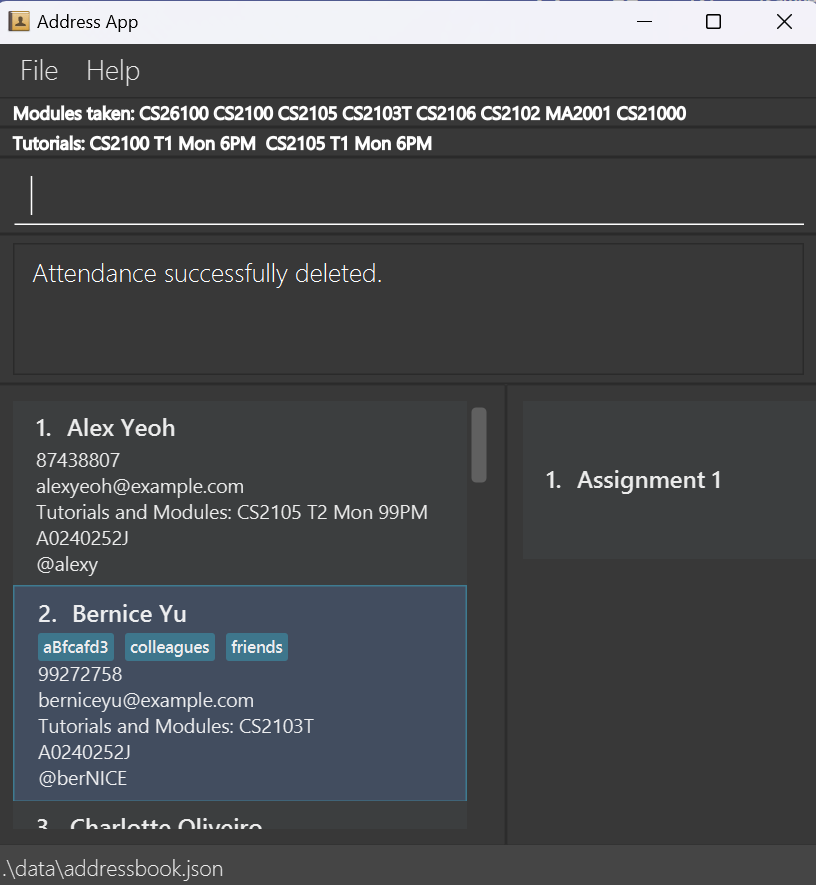 Address App
File Help
Modules taken: CS26100 CS2100 CS2105 CS2103T CS2106 CS2102 MA2001 CS21000
Tutorials: CS2100 T1 Mon 6PM  CS2105 T1 Mon 6PM
Attendance successfully deleted.
1. Alex Yeoh
87438807
alexyeoh@example.com
Tutorials and Modules: CS2105 T2 Mon 99PM
A0240252J
@alexy
2. Bernice Yu
aBfcafd3 colleagues friends
99272758
berniceyu@example.com
Tutorials and Modules: CS2103T
A0240252J
@berNICE
3. Charlotte Oliveiro
1. Assignment 1
.\data\addressbook.json